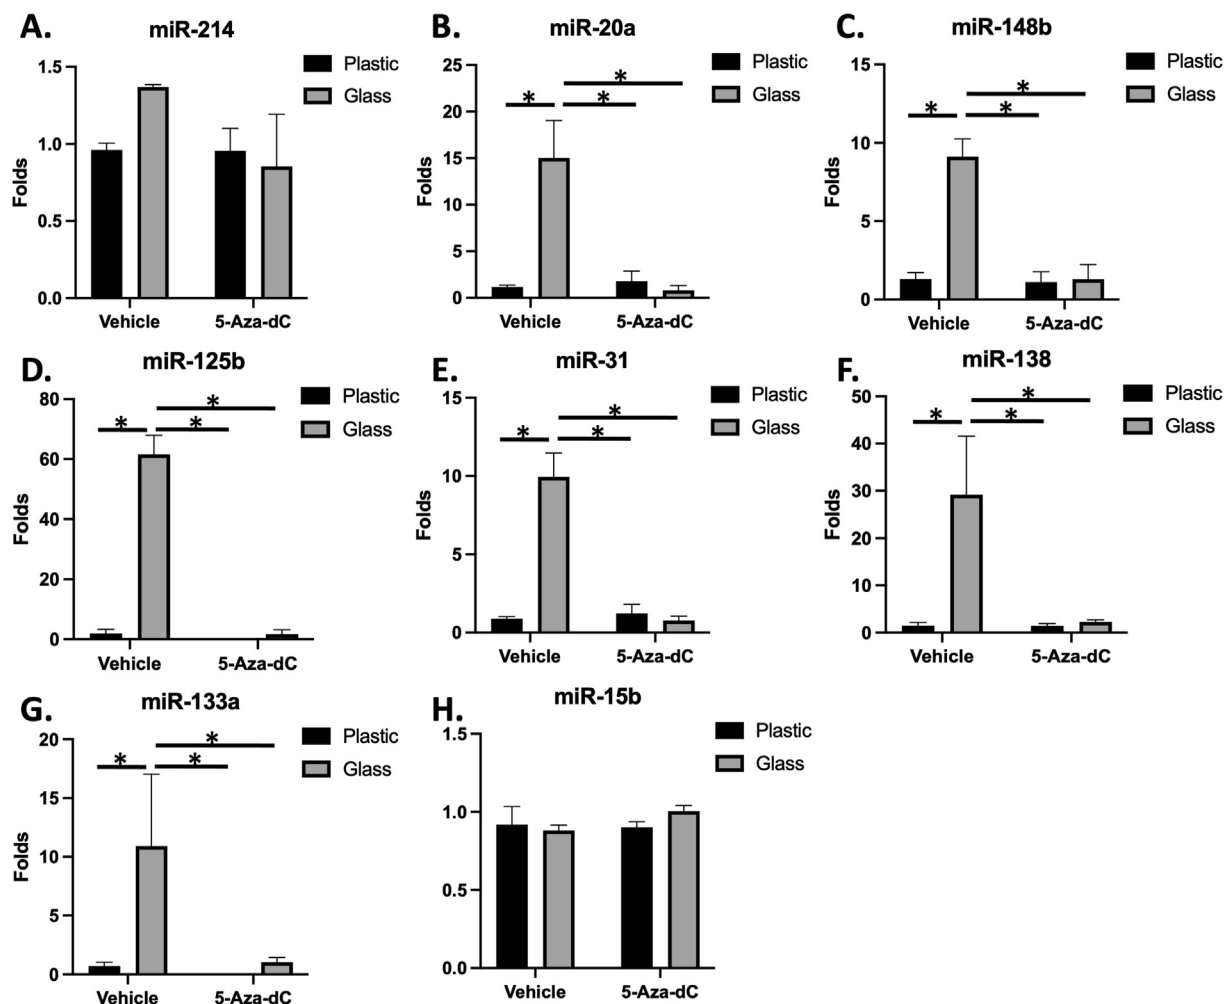 A.
miR-214
Plastic
Glass
Folds
1.5
1.0
0.5
0.0
Vehicle
5-Aza-dC
B.
miR-20a
Plastic
Glass
Folds
25
20
15
10
5
0
*
*
*
Vehicle
5-Aza-dC
C.
miR-148b
Plastic
Glass
Folds
15
10
5
0
*
*
*
Vehicle
5-Aza-dC
D.
miR-125b
Plastic
Glass
Folds
80
60
40
20
0
*
*
*
Vehicle
5-Aza-dC
E.
miR-31
Plastic
Glass
Folds
15
10
5
0
*
*
*
Vehicle
5-Aza-dC
F.
miR-138
Plastic
Glass
Folds
50
40
30
20
10
0
*
*
*
Vehicle
5-Aza-dC
G.
miR-133a
Plastic
Glass
Folds
20
15
10
5
0
*
*
*
Vehicle
5-Aza-dC
H.
miR-15b
Plastic
Glass
Folds
1.5
1.0
0.5
0.0
Vehicle
5-Aza-dC